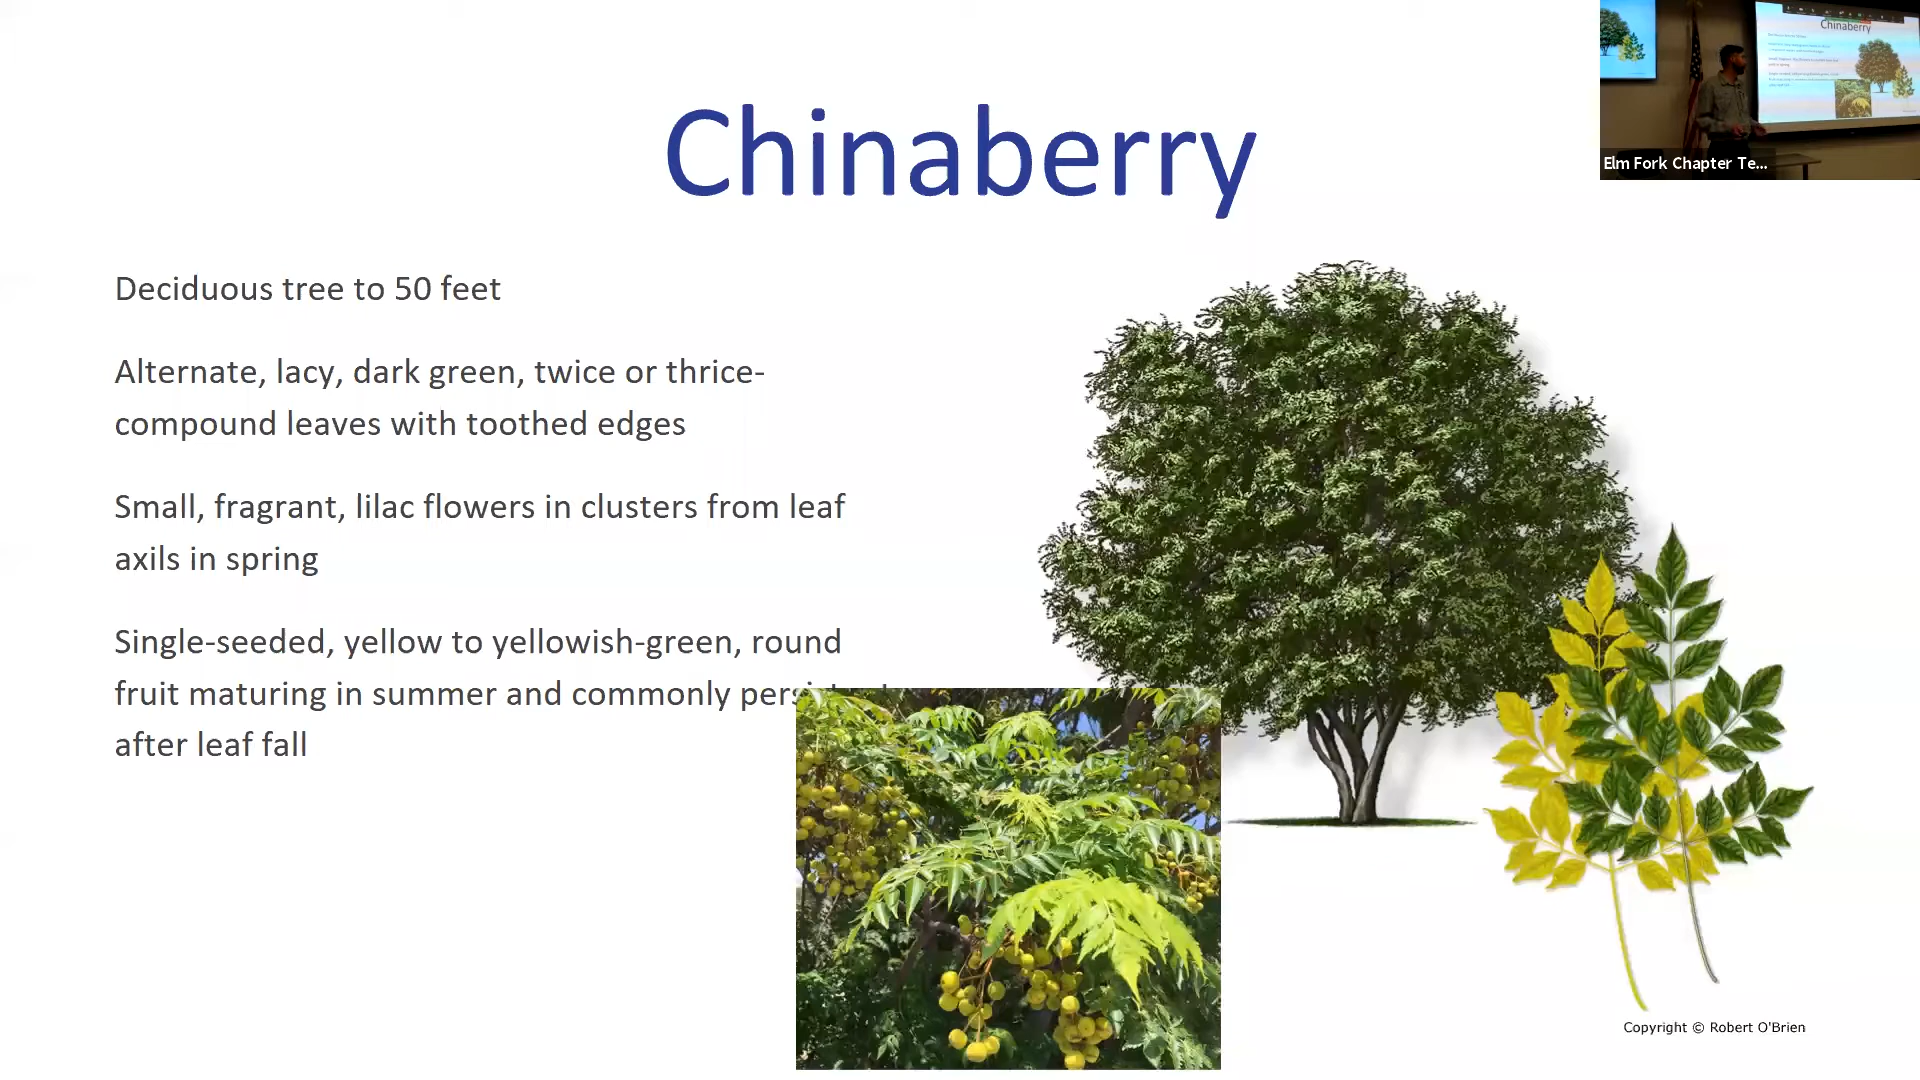 Chinaberry
Chinaberry
Elm Fork Chapter Te...
Deciduous tree to 50 feet
Alternate, lacy, dark green, twice or thrice-
compound leaves with toothed edges
Small, fragrant, lilac flowers in clusters from leaf
axils in spring
Single-seeded, yellow to yellowish-green, round
fruit maturing in summer and commonly
after leaf fall
Copyright © Robert O'Brien